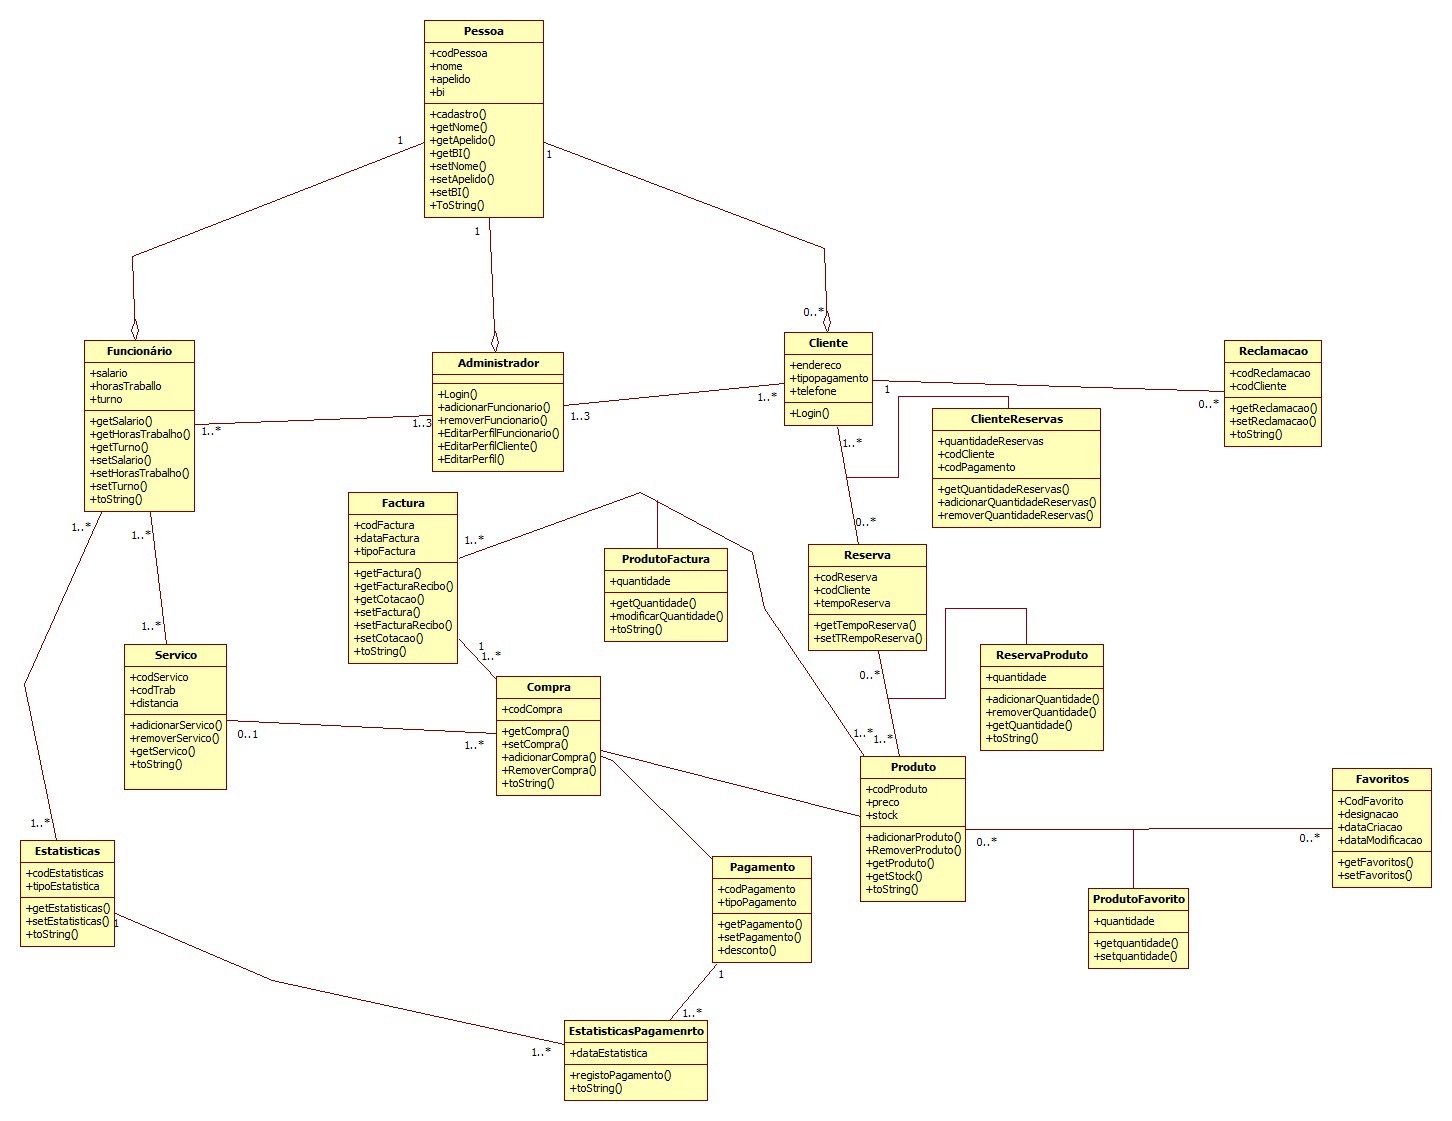 Pessoa
+codPessoa
+nome
+apelido
+bi
+cadastro()
+getNome()
+getApelido()
+getBI()
+setNome()
+setApelido()
+setBI()
+ToString()
1
1
1
0..*
Funcionário
+salario
+horasTraballo
+turno
+getSalario()
+getHorasTrabalho()
+getTurno()
+setSalario()
+setHorasTrabalho()
+setTurno()
+toString()
1..*
1..3
Administrador
+Login()
+adicionarFuncionario()
+removerFuncionario()
+EditarPerfilFuncionario()
+EditarPerfilCliente()
+EditarPerfil()
1..3
1..*
Cliente
+endereco
+tipopagamento
+telefone
+Login()
1
0..*
Reclamacao
+codReclamacao
+codCliente
+getReclamacao()
+setReclamacao()
+toString()
ClienteReservas
+quantidadeReservas
+codCliente
+codPagamento
+getQuantidadeReservas()
+adicionarQuantidadeReservas()
+removerQuantidadeReservas()
1..*
0..*
Factura
+codFactura
+dataFactura
+tipoFactura
+getFactura()
+getFacturaRecibo()
+getCotacao()
+setFactura()
+setFacturaRecibo()
+setCotacao()
+toString()
1..*
ProdutoFactura
+quantidade
+getQuantidade()
+modificarQuantidade()
+toString()
Reserva
+codReserva
+codCliente
+tempoReserva
+getTempoReserva()
+setTRempoReserva()
0..*
1..*
1..*
ReservaProduto
+quantidade
+adicionarQuantidade()
+removerQuantidade()
+getQuantidade()
+toString()
1..*
1..*
1..*
1..*
Servico
+codServico
+codTrab
+distancia
+adicionarServico()
+removerServico()
+getServico()
+toString()
0..1
1..*
1
1..*
Compra
+codCompra
+getCompra()
+setCompra()
+adicionarCompra()
+RemoverCompra()
+toString()
Produto
+codProduto
+preco
+stock
+adicionarProduto()
+RemoverProduto()
+getProduto()
+getStock()
+toString()
0..*
0..*
Favoritos
+CodFavorito
+designacao
+dataCriacao
+dataModificacao
+getFavoritos()
+setFavoritos()
ProdutoFavorito
+quantidade
+getquantidade()
+setquantidade()
Estatisticas
+codEstatisticas
+tipoEstatistica
+getEstatisticas()
+setEstatisticas()
+toString()
1
1..*
Pagamento
+codPagamento
+tipoPagamento
+getPagamento()
+setPagamento()
+desconto()
1
1..*
EstatisticasPagamenrto
+dataEstatistica
+registoPagamento()
+toString()